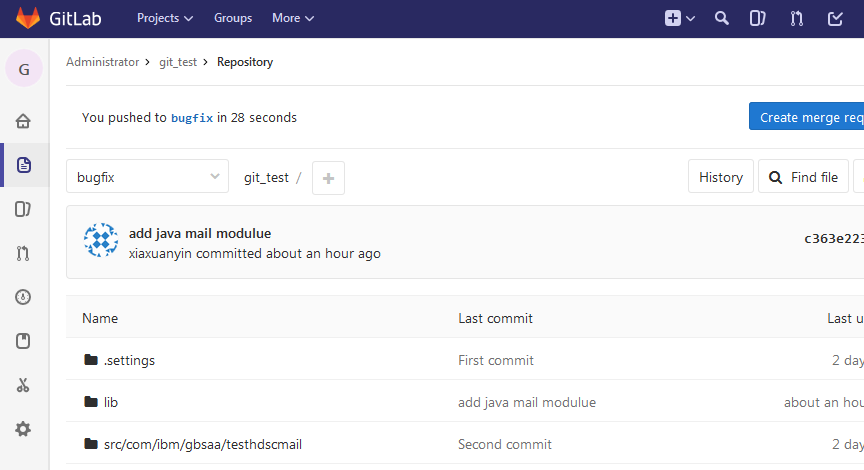 GitLab Projects Groups More
G
Administrator > git_test > Repository
You pushed to bugfix in 28 seconds
Create merge req
bugfix git_test / + History Find file
add java mail modulue
xiaxuanyin committed about an hour ago
c363e223
Name Last commit Last u
.settings First commit 2 day
lib add java mail modulue about an hou
src/com/ibm/gbsaa/testhdscmail Second commit 2 day